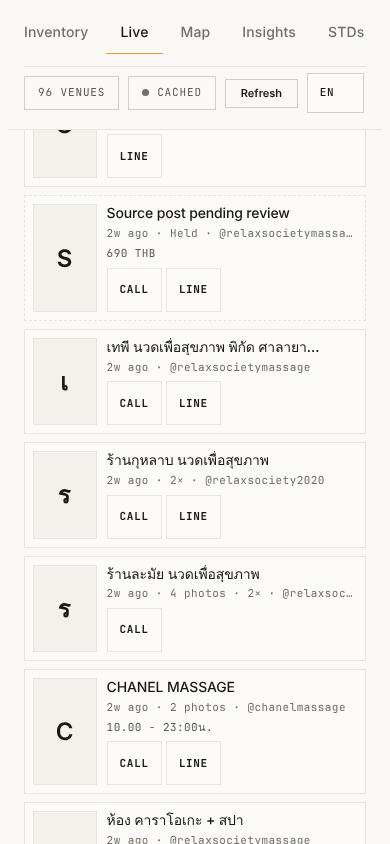 Inventory Live Map Insights STDs
96 VENUES CACHED Refresh EN
LINE
S
Source post pending review
2w ago · Held · @relaxsocietymassa…
690 THB
CALL LINE
เ
เทพี นวดเพื่อสุขภาพ พิกัด ศาลายา...
2w ago · @relaxsocietymassage
CALL LINE
ร
ร้านกุหลาบ นวดเพื่อสุขภาพ
2w ago · 2× · @relaxsociety2020
CALL LINE
ร
ร้านละมัย นวดเพื่อสุขภาพ
2w ago · 4 photos · 2× · @relaxsoc…
CALL
C
CHANEL MASSAGE
2w ago · 2 photos · @chanelmassage
10.00 - 23:00น.
CALL LINE
ห้อง คาราโอเกะ + สปา
2w ago · @relaxsocietymassage